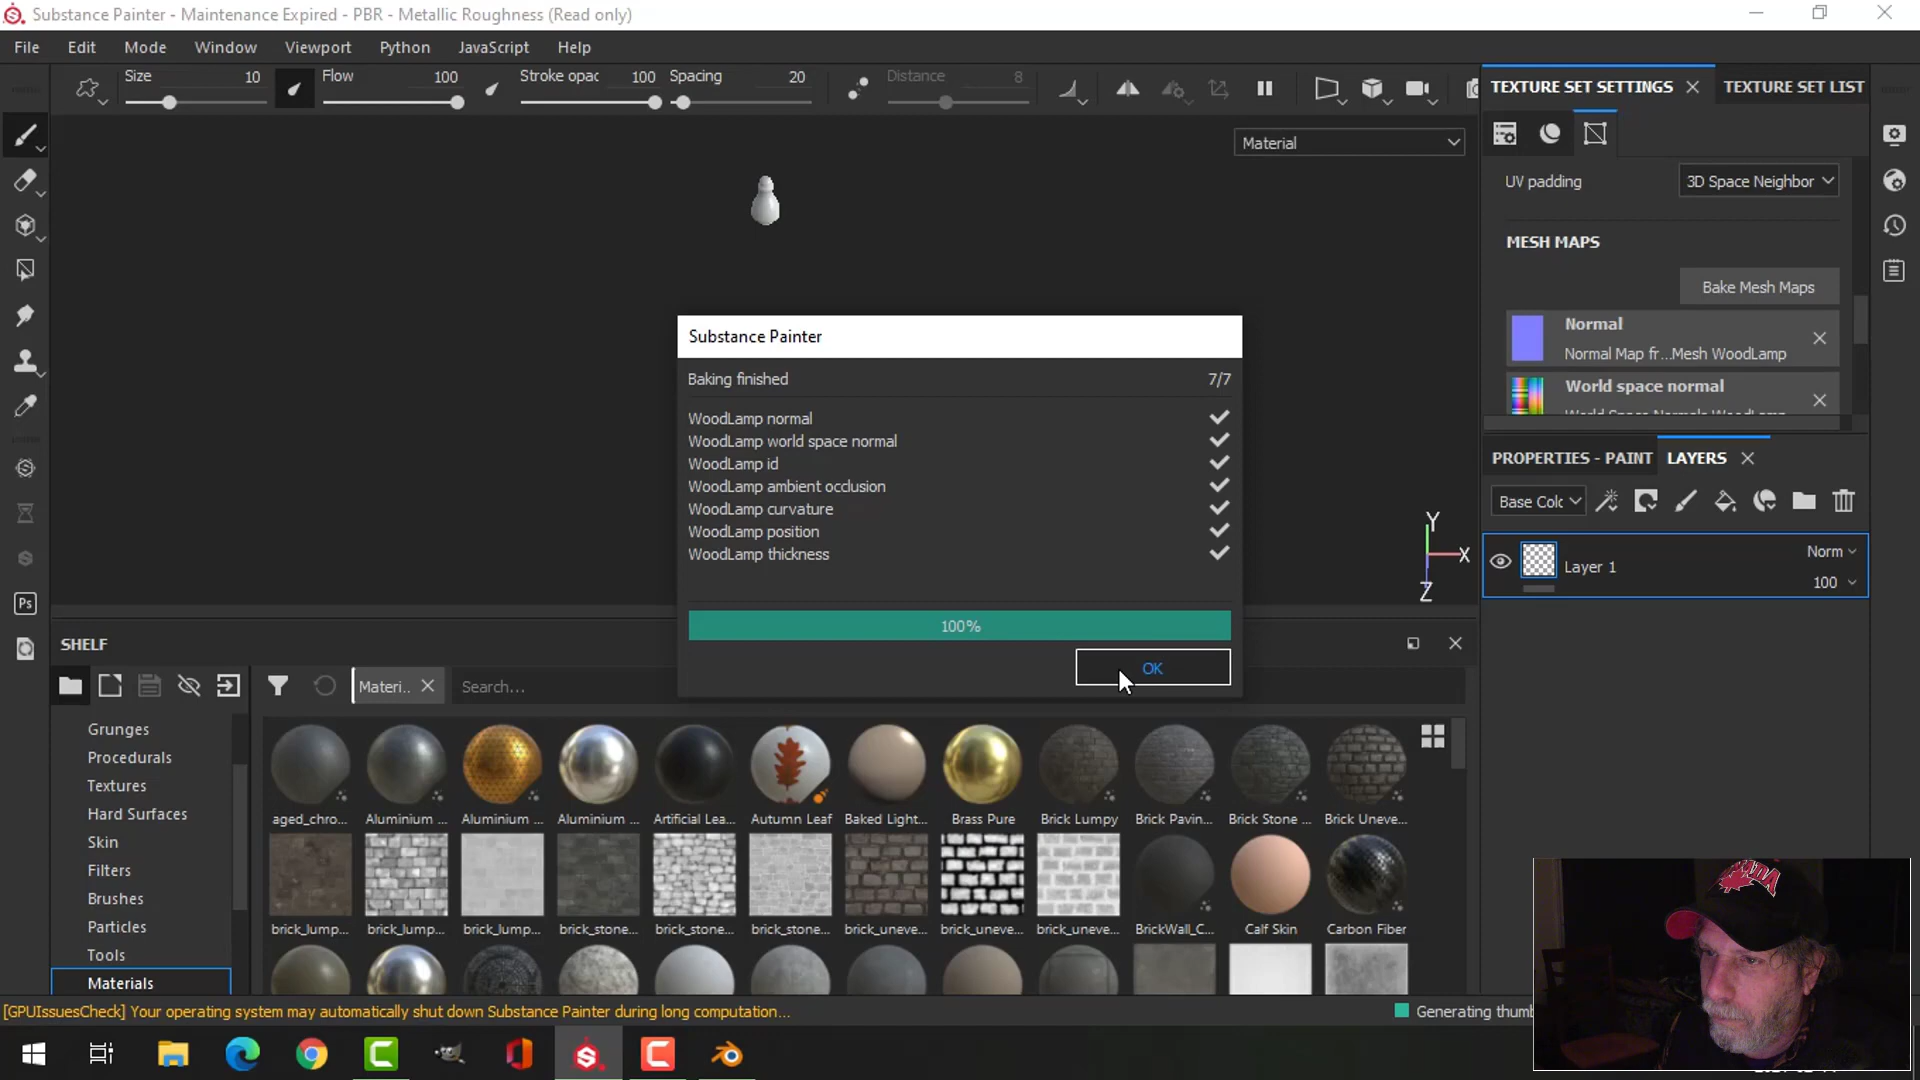 Substance Painter - Maintenance Expired - PBR - Metallic Roughness (Read only)
File Edit Mode Window Viewport Python JavaScript Help
Size 10 Flow 100 Stroke opac 100 Spacing 20 Distance 8
TEXTURE SET SETTINGS TEXTURE SET LIST
Material
UV padding 3D Space Neighbor
MESH MAPS
Bake Mesh Maps
Normal
Normal Map fr...Mesh WoodLamp
World space normal
World Space Normals WoodLamp
PROPERTIES - PAINT LAYERS
Base Colo
Layer 1 Norm
100
Substance Painter
Baking finished 7/7
WoodLamp normal
WoodLamp world space normal
WoodLamp id
WoodLamp ambient occlusion
WoodLamp curvature
WoodLamp position
WoodLamp thickness
100%
OK
Y
X
Z
Ps
SHELF
Materi.. Search...
Grunges
Procedurals
Textures
Hard Surfaces
Skin
Filters
Brushes
Particles
Tools
Materials
aged_chro... Aluminium ... Aluminium ... Aluminium ... Artificial Lea... Autumn Leaf Baked Light... Brass Pure Brick Lumpy Brick Pavin... Brick Stone ... Brick Uneve...
brick_lump... brick_lump... brick_lump... brick_stone... brick_stone... brick_stone... brick_uneve... brick_uneve... brick_uneve... BrickWall_C... Calf Skin Carbon Fiber
[GPUIssuesCheck] Your operating system may automatically shut down Substance Painter during long computation...
Generating thumb